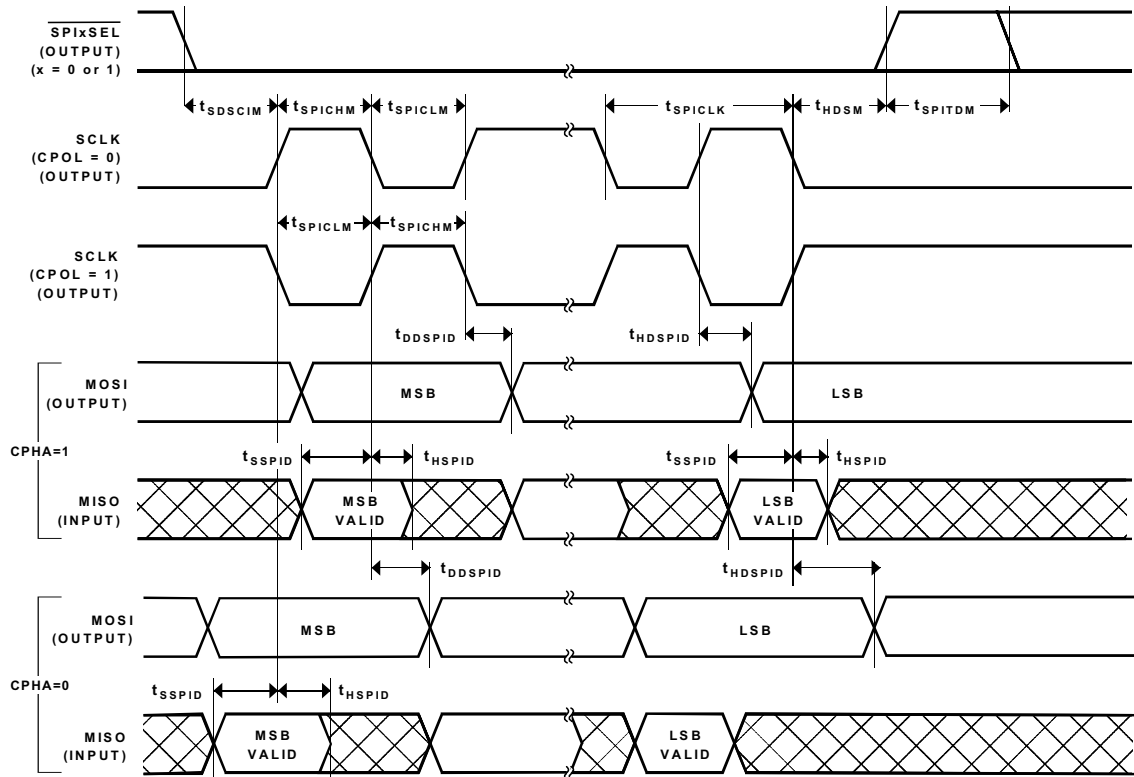 SPIxSEL
(OUTPUT)
(x = 0 or 1)
tSDSCIM
tSPICHM
tSPICLM
tSPICLK
tHDSM
tSPITDM
SCLK
(CPOL = 0)
(OUTPUT)
tSPICLM
tSPICHM
SCLK
(CPOL = 1)
(OUTPUT)
tDDSPID
tHDSPID
CPHA=1
MOSI
(OUTPUT)
MSB
LSB
tSSPID
tHSPID
tSSPID
tHSPID
MISO
(INPUT)
MSB
VALID
LSB
VALID
tDDSPID
tHDSPID
CPHA=0
MOSI
(OUTPUT)
MSB
LSB
tSSPID
tHSPID
MISO
(INPUT)
MSB
VALID
LSB
VALID